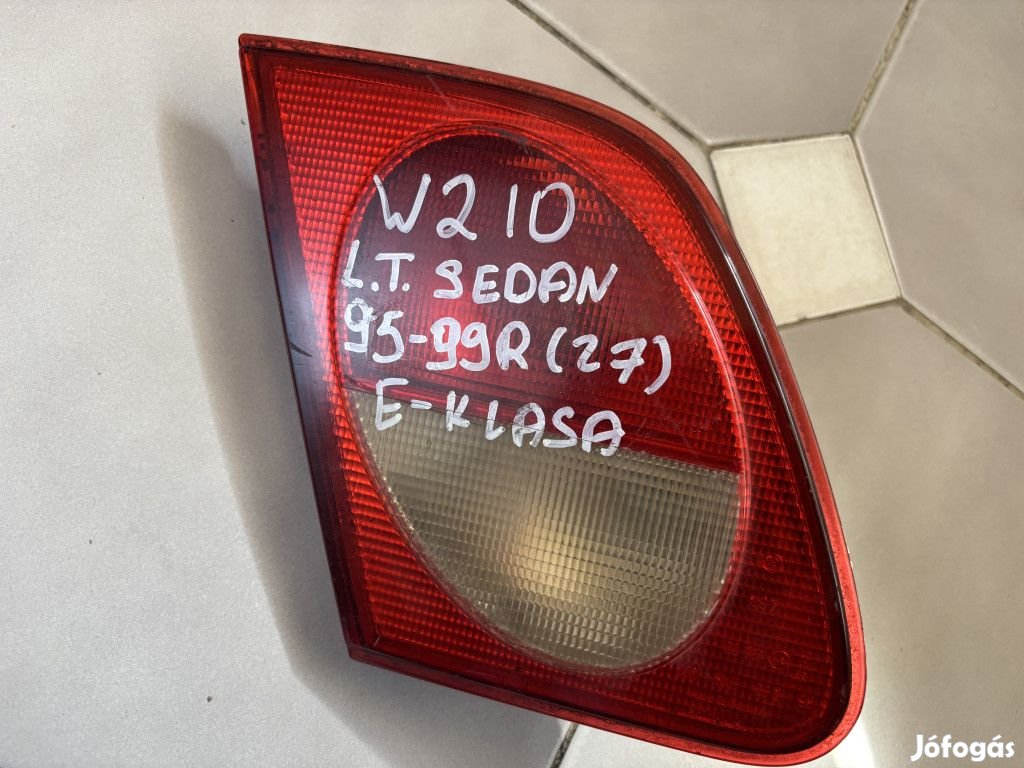 W210
L.T. SEDAN
95-99R (27)
E-KLASA
Jófogás